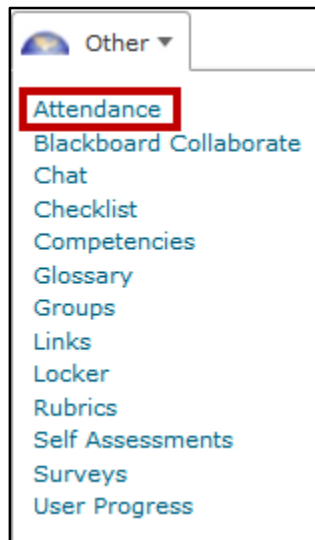 Other
Attendance
Blackboard Collaborate
Chat
Checklist
Competencies
Glossary
Groups
Links
Locker
Rubrics
Self Assessments
Surveys
User Progress